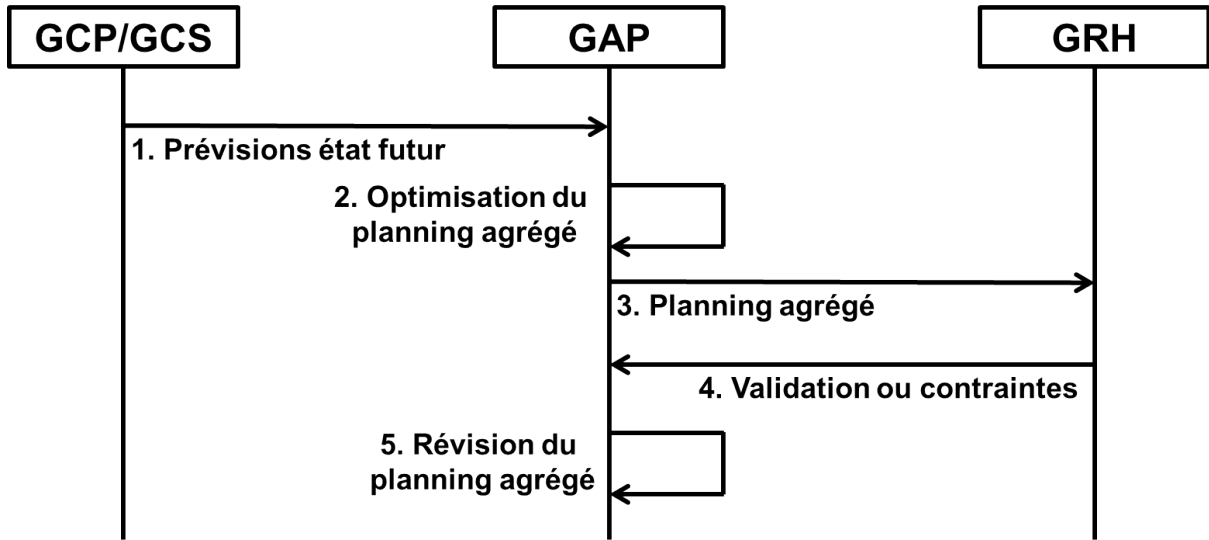 GCP/GCS
GAP
GRH
1. Prévisions état futur
2. Optimisation du
planning agrégé
3. Planning agrégé
4. Validation ou contraintes
5. Révision du
planning agrégé